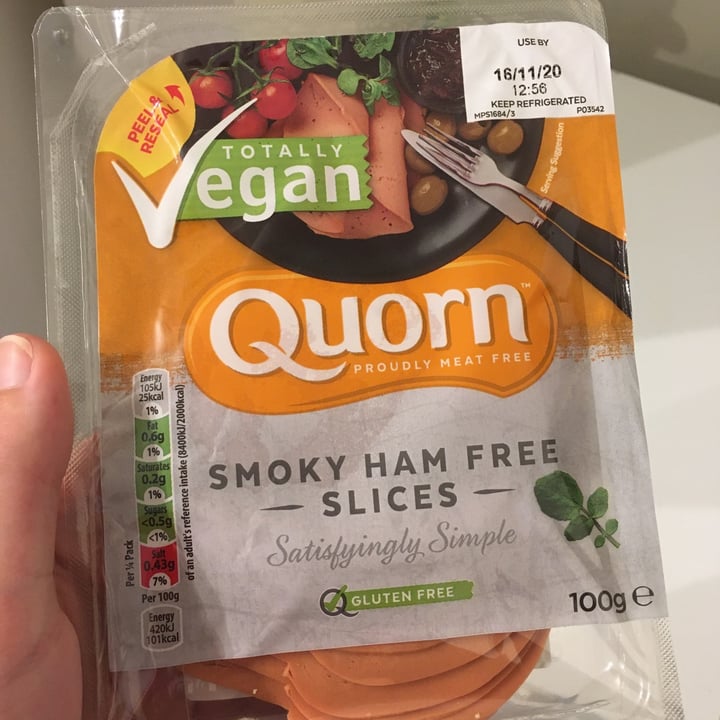 PEEL &
RESEAL
USE BY
16/11/20
12:56
KEEP REFRIGERATED
MPS1684/3 P03542
Serving Suggestion
TOTALLY
Vegan
Quorn™
PROUDLY MEAT FREE
SMOKY HAM FREE
SLICES
Satisfyingly Simple
GLUTEN FREE
100g e
Energy
105kJ
25kcal
1%
Fat
0.6g
1%
Saturates
0.2g
1%
Sugars
<0.5g
<1%
Salt
0.43g
7%
Per 100g
Energy
420kJ
101kcal
Per ¼ Pack
of an adult's reference intake (8400kJ/2000kcal)